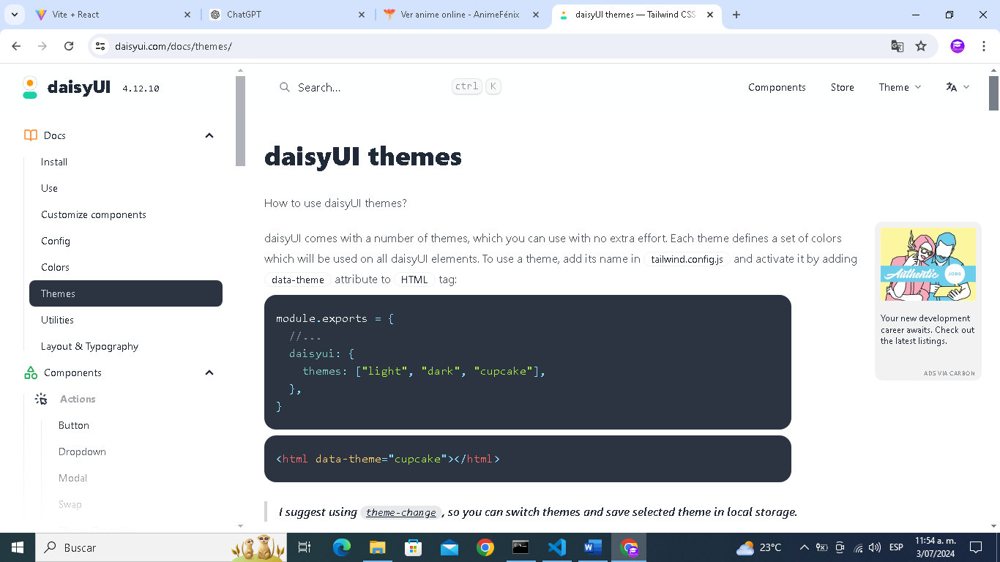 Vite + React
ChatGPT
Ver anime online - AnimeFénix
daisyUI themes — Tailwind CSS
daisyui.com/docs/themes/
daisyUI 4.12.10
Search...
ctrl K
Components
Store
Theme
Docs
Install
Use
Customize components
Config
Colors
Themes
Utilities
Layout & Typography
Components
Actions
Button
Dropdown
Modal
Swap
daisyUI themes
How to use daisyUI themes?
daisyUI comes with a number of themes, which you can use with no extra effort. Each theme defines a set of colors
which will be used on all daisyUI elements. To use a theme, add its name in tailwind.config.js and activate it by adding
data-theme attribute to HTML tag:
module.exports = {
//...
daisyui: {
themes: ["light", "dark", "cupcake"],
},
}
<html data-theme="cupcake"></html>
I suggest using theme-change, so you can switch themes and save selected theme in local storage.
Authentic JOBS
Your new development
career awaits. Check out
the latest listings.
ADS VIA CARBON
Buscar
23°C
ESP
11:54 a. m.
3/07/2024